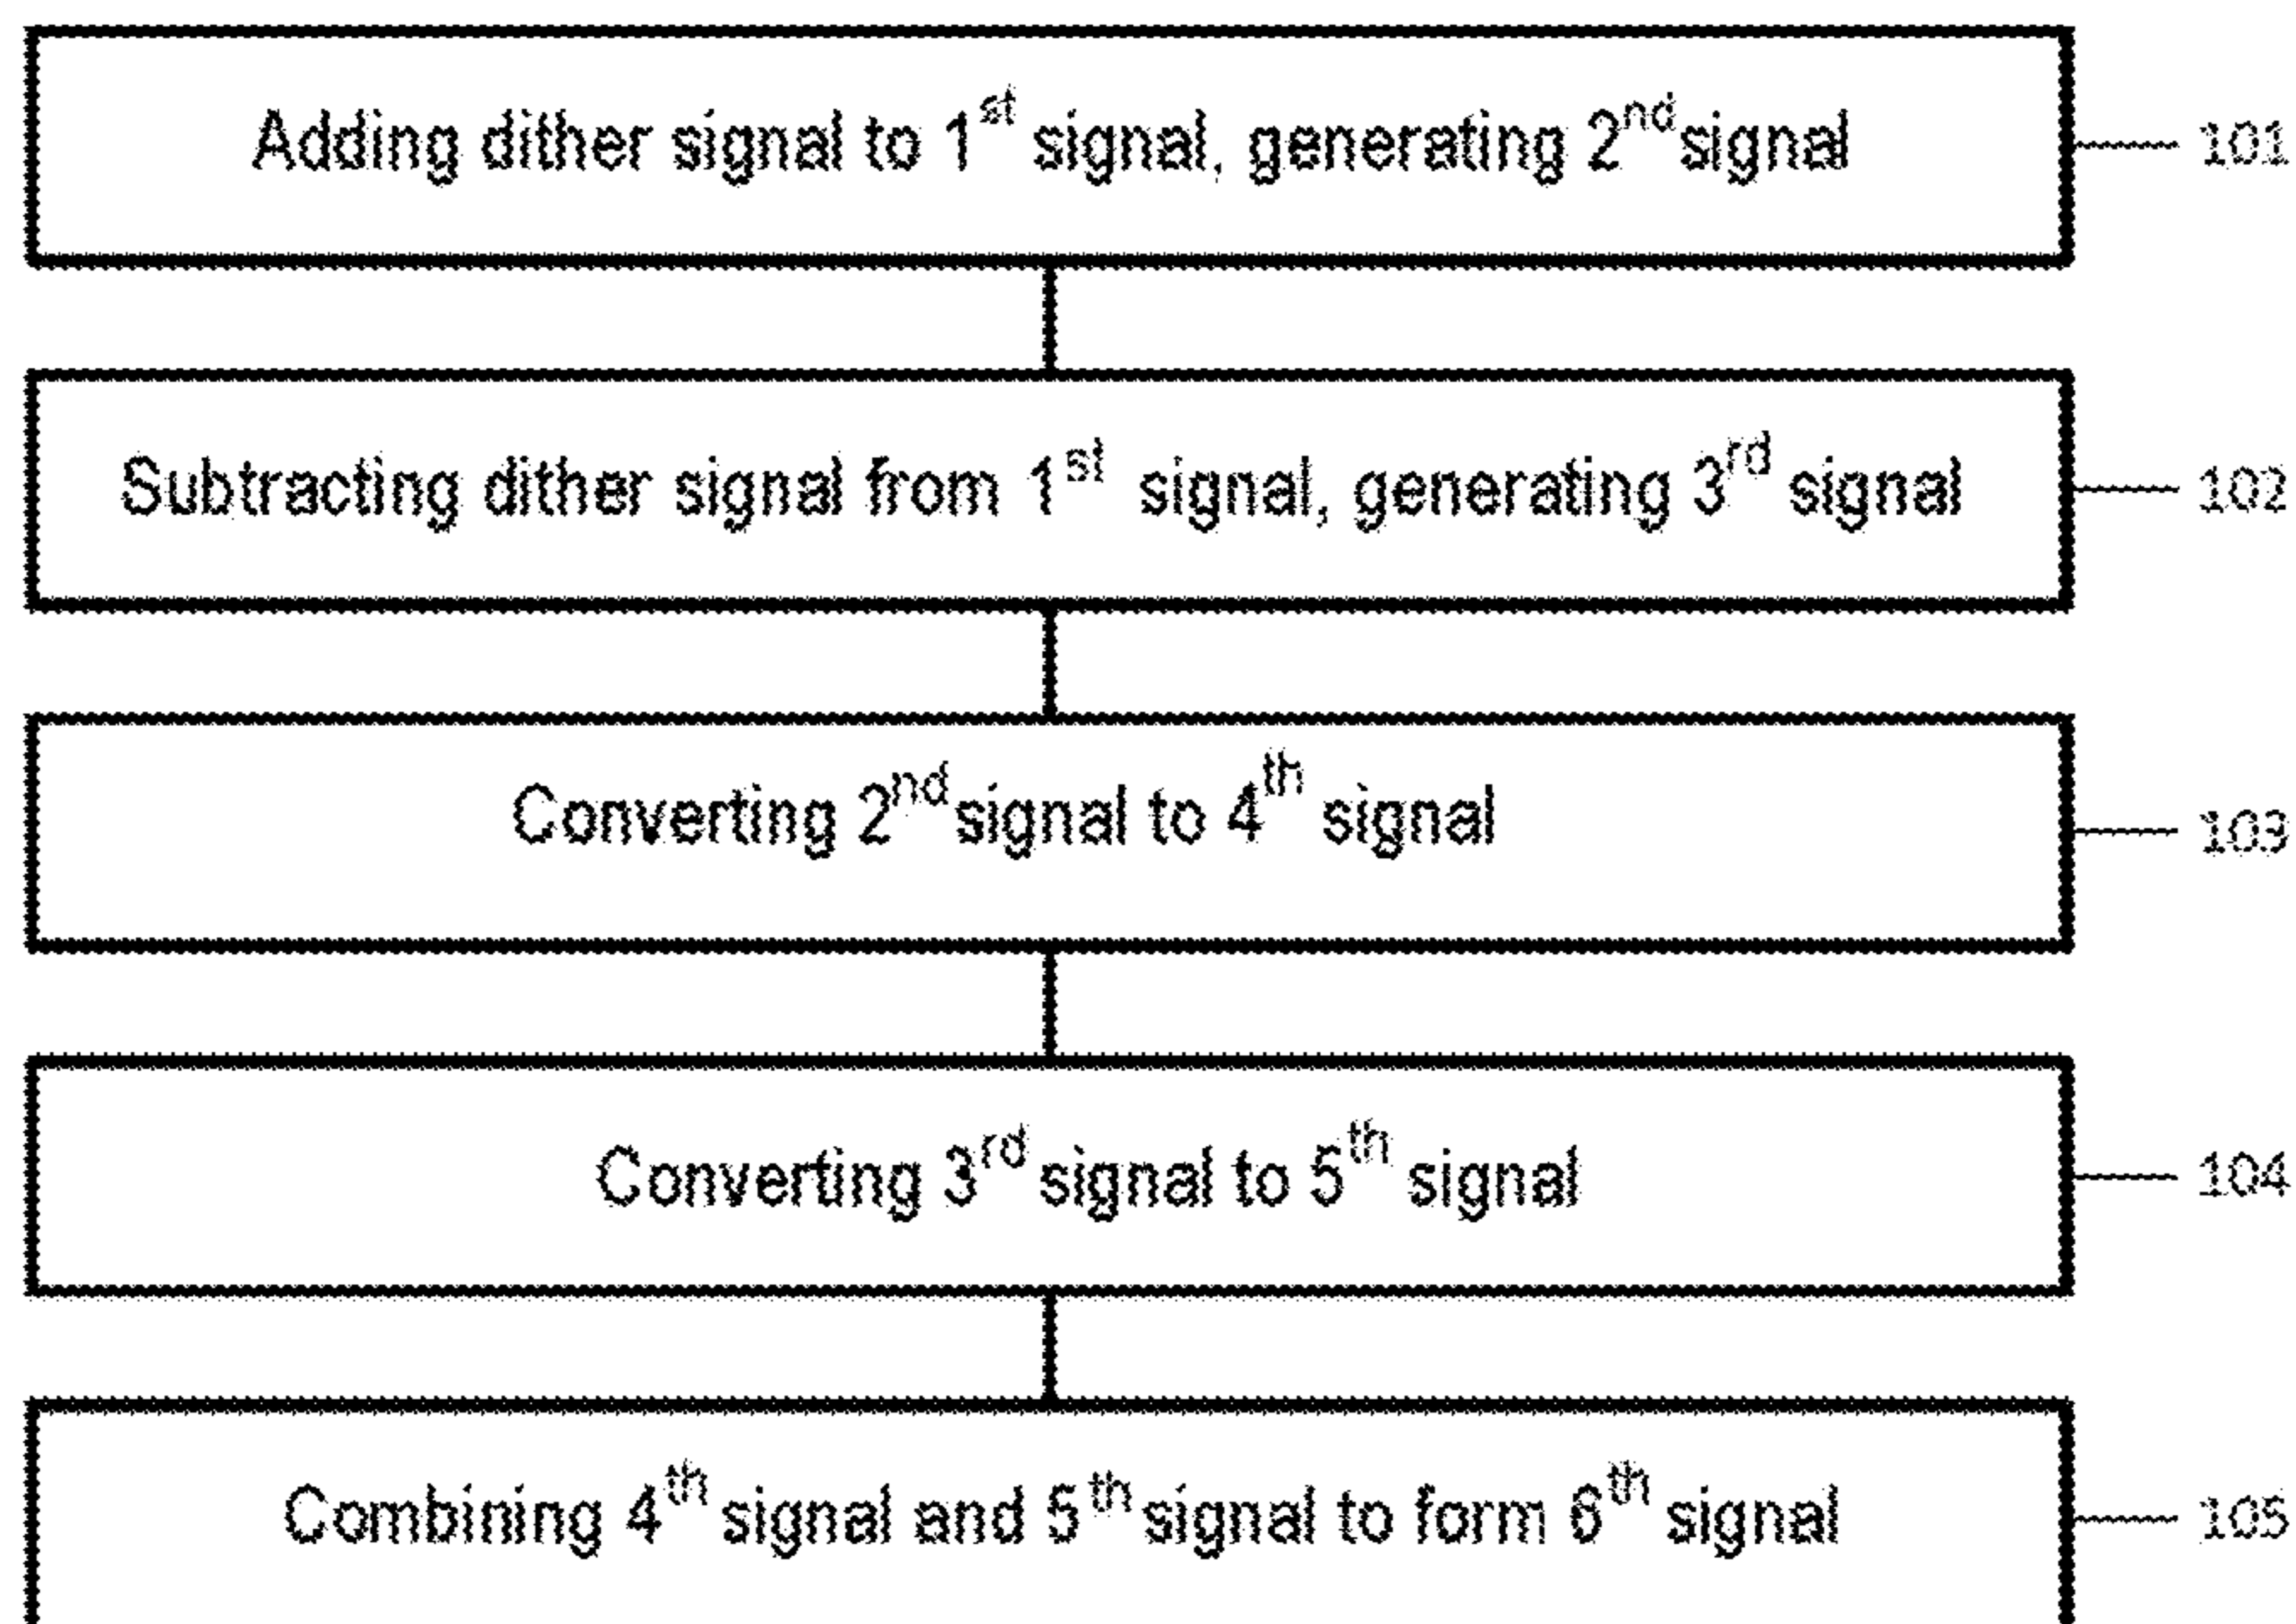 Adding dither signal to 1st signal, generating 2nd signal 101
Subtracting dither signal from 1st signal, generating 3rd signal 102
Converting 2nd signal to 4th signal 103
Converting 3rd signal to 5th signal 104
Combining 4th signal and 5th signal to form 6th signal 105